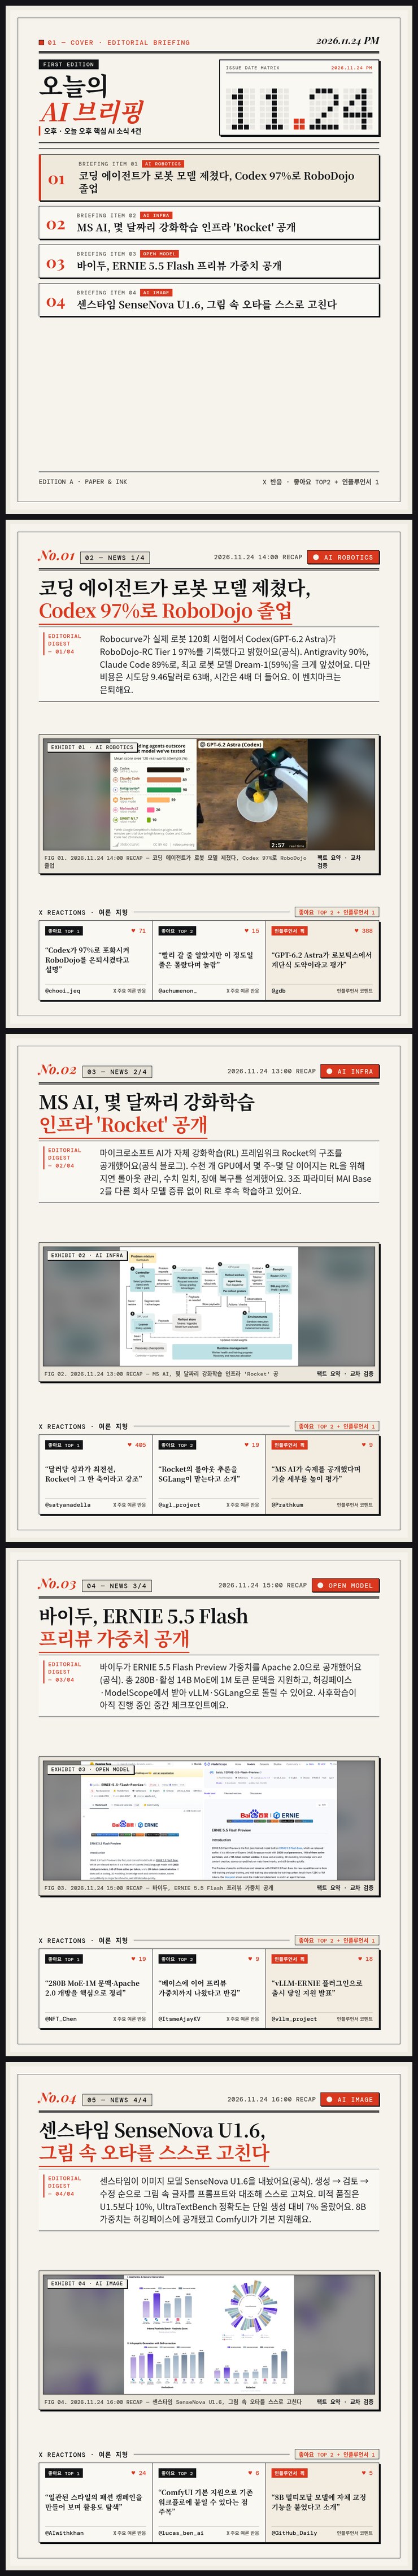 01 — COVER · EDITORIAL BRIEFING
2026.11.24 PM
FIRST EDITION
오늘의
AI 브리핑
오후 · 오늘 오후 핵심 AI 소식 4건
ISSUE DATE MATRIX
2026.11.24 PM
11.24
01
BRIEFING ITEM 01
AI ROBOTICS
코딩 에이전트가 로봇 모델 제쳤다, Codex 97%로 RoboDojo
졸업
02
BRIEFING ITEM 02
AI INFRA
MS AI, 몇 달짜리 강화학습 인프라 'Rocket' 공개
03
BRIEFING ITEM 03
OPEN MODEL
바이두, ERNIE 5.5 Flash 프리뷰 가중치 공개
04
BRIEFING ITEM 04
AI IMAGE
센스타임 SenseNova U1.6, 그림 속 오타를 스스로 고친다
EDITION A · PAPER & INK
X 반응 · 좋아요 TOP2 + 인플루언서 1
No.01
02 — NEWS 1/4
2026.11.24 14:00 RECAP
AI ROBOTICS
코딩 에이전트가 로봇 모델 제쳤다,
Codex 97%로 RoboDojo 졸업
EDITORIAL
DIGEST
— 01/04
Robocurve가 실제 로봇 120회 시험에서 Codex(GPT-6.2 Astra)가
RoboDojo-RC Tier 1 97%를 기록했다고 밝혔어요(공식). Antigravity 90%,
Claude Code 89%로, 최고 로봇 모델 Dream-1(59%)을 크게 앞섰어요. 다만
비용은 시도당 9.46달러로 63배, 시간은 4배 더 들어요. 이 벤치마크는
은퇴해요.
EXHIBIT 01 · AI ROBOTICS
GPT-6.2 Astra (Codex)
2:57
FIG 01. 2026.11.24 14:00 RECAP — 코딩 에이전트가 로봇 모델 제쳤다, Codex 97%로 RoboDojo
졸업
팩트 요약 · 교차
검증
X REACTIONS · 여론 지형
좋아요 TOP 2 + 인플루언서 1
좋아요 TOP 1
♥ 71
“Codex가 97%로 포화시켜
RoboDojo를 은퇴시켰다고
설명”
@chooi_jeq
X 주요 여론 반응
좋아요 TOP 2
♥ 15
“빨리 갈 줄 알았지만 이 정도일
줄은 몰랐다며 놀람”
@achumenon_
X 주요 여론 반응
인플루언서 픽
♥ 388
“GPT-6.2 Astra가 로보틱스에서
계단식 도약이라고 평가”
@gdb
인플루언서 코멘트
No.02
03 — NEWS 2/4
2026.11.24 13:00 RECAP
AI INFRA
MS AI, 몇 달짜리 강화학습
인프라 'Rocket' 공개
EDITORIAL
DIGEST
— 02/04
마이크로소프트 AI가 자체 강화학습(RL) 프레임워크 Rocket의 구조를
공개했어요(공식 블로그). 수천 개 GPU에서 몇 주~몇 달 이어지는 RL을 위해
지연 롤아웃 관리, 수치 일치, 장애 복구를 설계했어요. 3조 파라미터 MAI Base
2를 다른 회사 모델 증류 없이 RL로 후속 학습하고 있어요.
EXHIBIT 02 · AI INFRA
FIG 02. 2026.11.24 13:00 RECAP — MS AI, 몇 달짜리 강화학습 인프라 'Rocket' 공
팩트 요약 · 교차 검증
X REACTIONS · 여론 지형
좋아요 TOP 2 + 인플루언서 1
좋아요 TOP 1
♥ 405
“달러당 성과가 최전선,
Rocket이 그 한 축이라고 강조”
@satyanadella
X 주요 여론 반응
좋아요 TOP 2
♥ 19
“Rocket의 롤아웃 추론을
SGLang이 맡는다고 소개”
@sgl_project
X 주요 여론 반응
인플루언서 픽
♥ 9
“MS AI가 숙제를 공개했다며
기술 세부를 높이 평가”
@Prathkum
인플루언서 코멘트
No.03
04 — NEWS 3/4
2026.11.24 15:00 RECAP
OPEN MODEL
바이두, ERNIE 5.5 Flash
프리뷰 가중치 공개
EDITORIAL
DIGEST
— 03/04
바이두가 ERNIE 5.5 Flash Preview 가중치를 Apache 2.0으로 공개했어요
(공식). 총 280B·활성 14B MoE에 1M 토큰 문맥을 지원하고, 허깅페이스
·ModelScope에서 받아 vLLM·SGLang으로 돌릴 수 있어요. 사후학습이
아직 진행 중인 중간 체크포인트예요.
EXHIBIT 03 · OPEN MODEL
Baidu ERNIE
ERNIE-5.5-Flash-Preview
Introduction
Baidu ERNIE
ERNIE-5.5-Flash-Preview
Introduction
FIG 03. 2026.11.24 15:00 RECAP — 바이두, ERNIE 5.5 Flash 프리뷰 가중치 공개
팩트 요약 · 교차 검증
X REACTIONS · 여론 지형
좋아요 TOP 2 + 인플루언서 1
좋아요 TOP 1
♥ 19
“280B MoE·1M 문맥·Apache
2.0 개방을 핵심으로 정리”
@NFT_Chen
X 주요 여론 반응
좋아요 TOP 2
♥ 9
“베이스에 이어 프리뷰
가중치까지 나왔다고 반김”
@ItsmeAjayKV
X 주요 여론 반응
인플루언서 픽
♥ 18
“vLLM-ERNIE 플러그인으로
출시 당일 지원 발표”
@vllm_project
인플루언서 코멘트
No.04
05 — NEWS 4/4
2026.11.24 16:00 RECAP
AI IMAGE
센스타임 SenseNova U1.6,
그림 속 오타를 스스로 고친다
EDITORIAL
DIGEST
— 04/04
센스타임이 이미지 모델 SenseNova U1.6을 내놨어요(공식). 생성 → 검토 →
수정 순으로 그림 속 글자를 프롬프트와 대조해 스스로 고쳐요. 미적 품질은
U1.5보다 10%, UltraTextBench 정확도는 단일 생성 대비 7% 올랐어요. 8B
가중치는 허깅페이스에 공개됐고 ComfyUI가 기본 지원해요.
EXHIBIT 04 · AI IMAGE
FIG 04. 2026.11.24 16:00 RECAP — 센스타임 SenseNova U1.6, 그림 속 오타를 스스로 고친다
팩트 요약 · 교차 검증
X REACTIONS · 여론 지형
좋아요 TOP 2 + 인플루언서 1
좋아요 TOP 1
♥ 24
“일관된 스타일의 패션 캠페인을
만들어 보며 활용도 탐색”
@AIwithkhan
X 주요 여론 반응
좋아요 TOP 2
♥ 6
“ComfyUI 기본 지원으로 기존
워크플로에 붙일 수 있다는 점
주목”
@lucas_ben_ai
X 주요 여론 반응
인플루언서 픽
♥ 5
“8B 멀티모달 모델에 자체 교정
기능을 붙였다고 소개”
@GitHub_Daily
인플루언서 코멘트